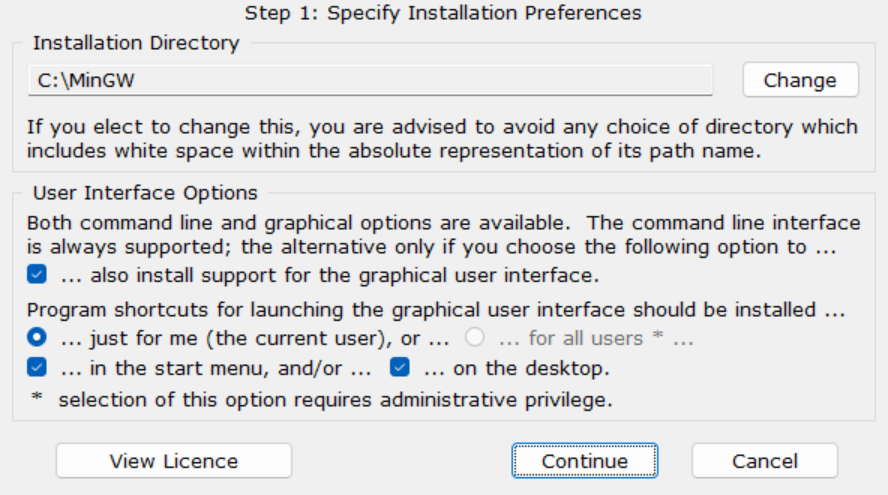 Step 1: Specify Installation Preferences
Installation Directory
C:\MinGW
Change
If you elect to change this, you are advised to avoid any choice of directory which
includes white space within the absolute representation of its path name.
User Interface Options
Both command line and graphical options are available.  The command line interface
is always supported; the alternative only if you choose the following option to ...
... also install support for the graphical user interface.
Program shortcuts for launching the graphical user interface should be installed ...
... just for me (the current user), or ... ... for all users * ...
... in the start menu, and/or ... ... on the desktop.
* selection of this option requires administrative privilege.
View Licence
Continue
Cancel